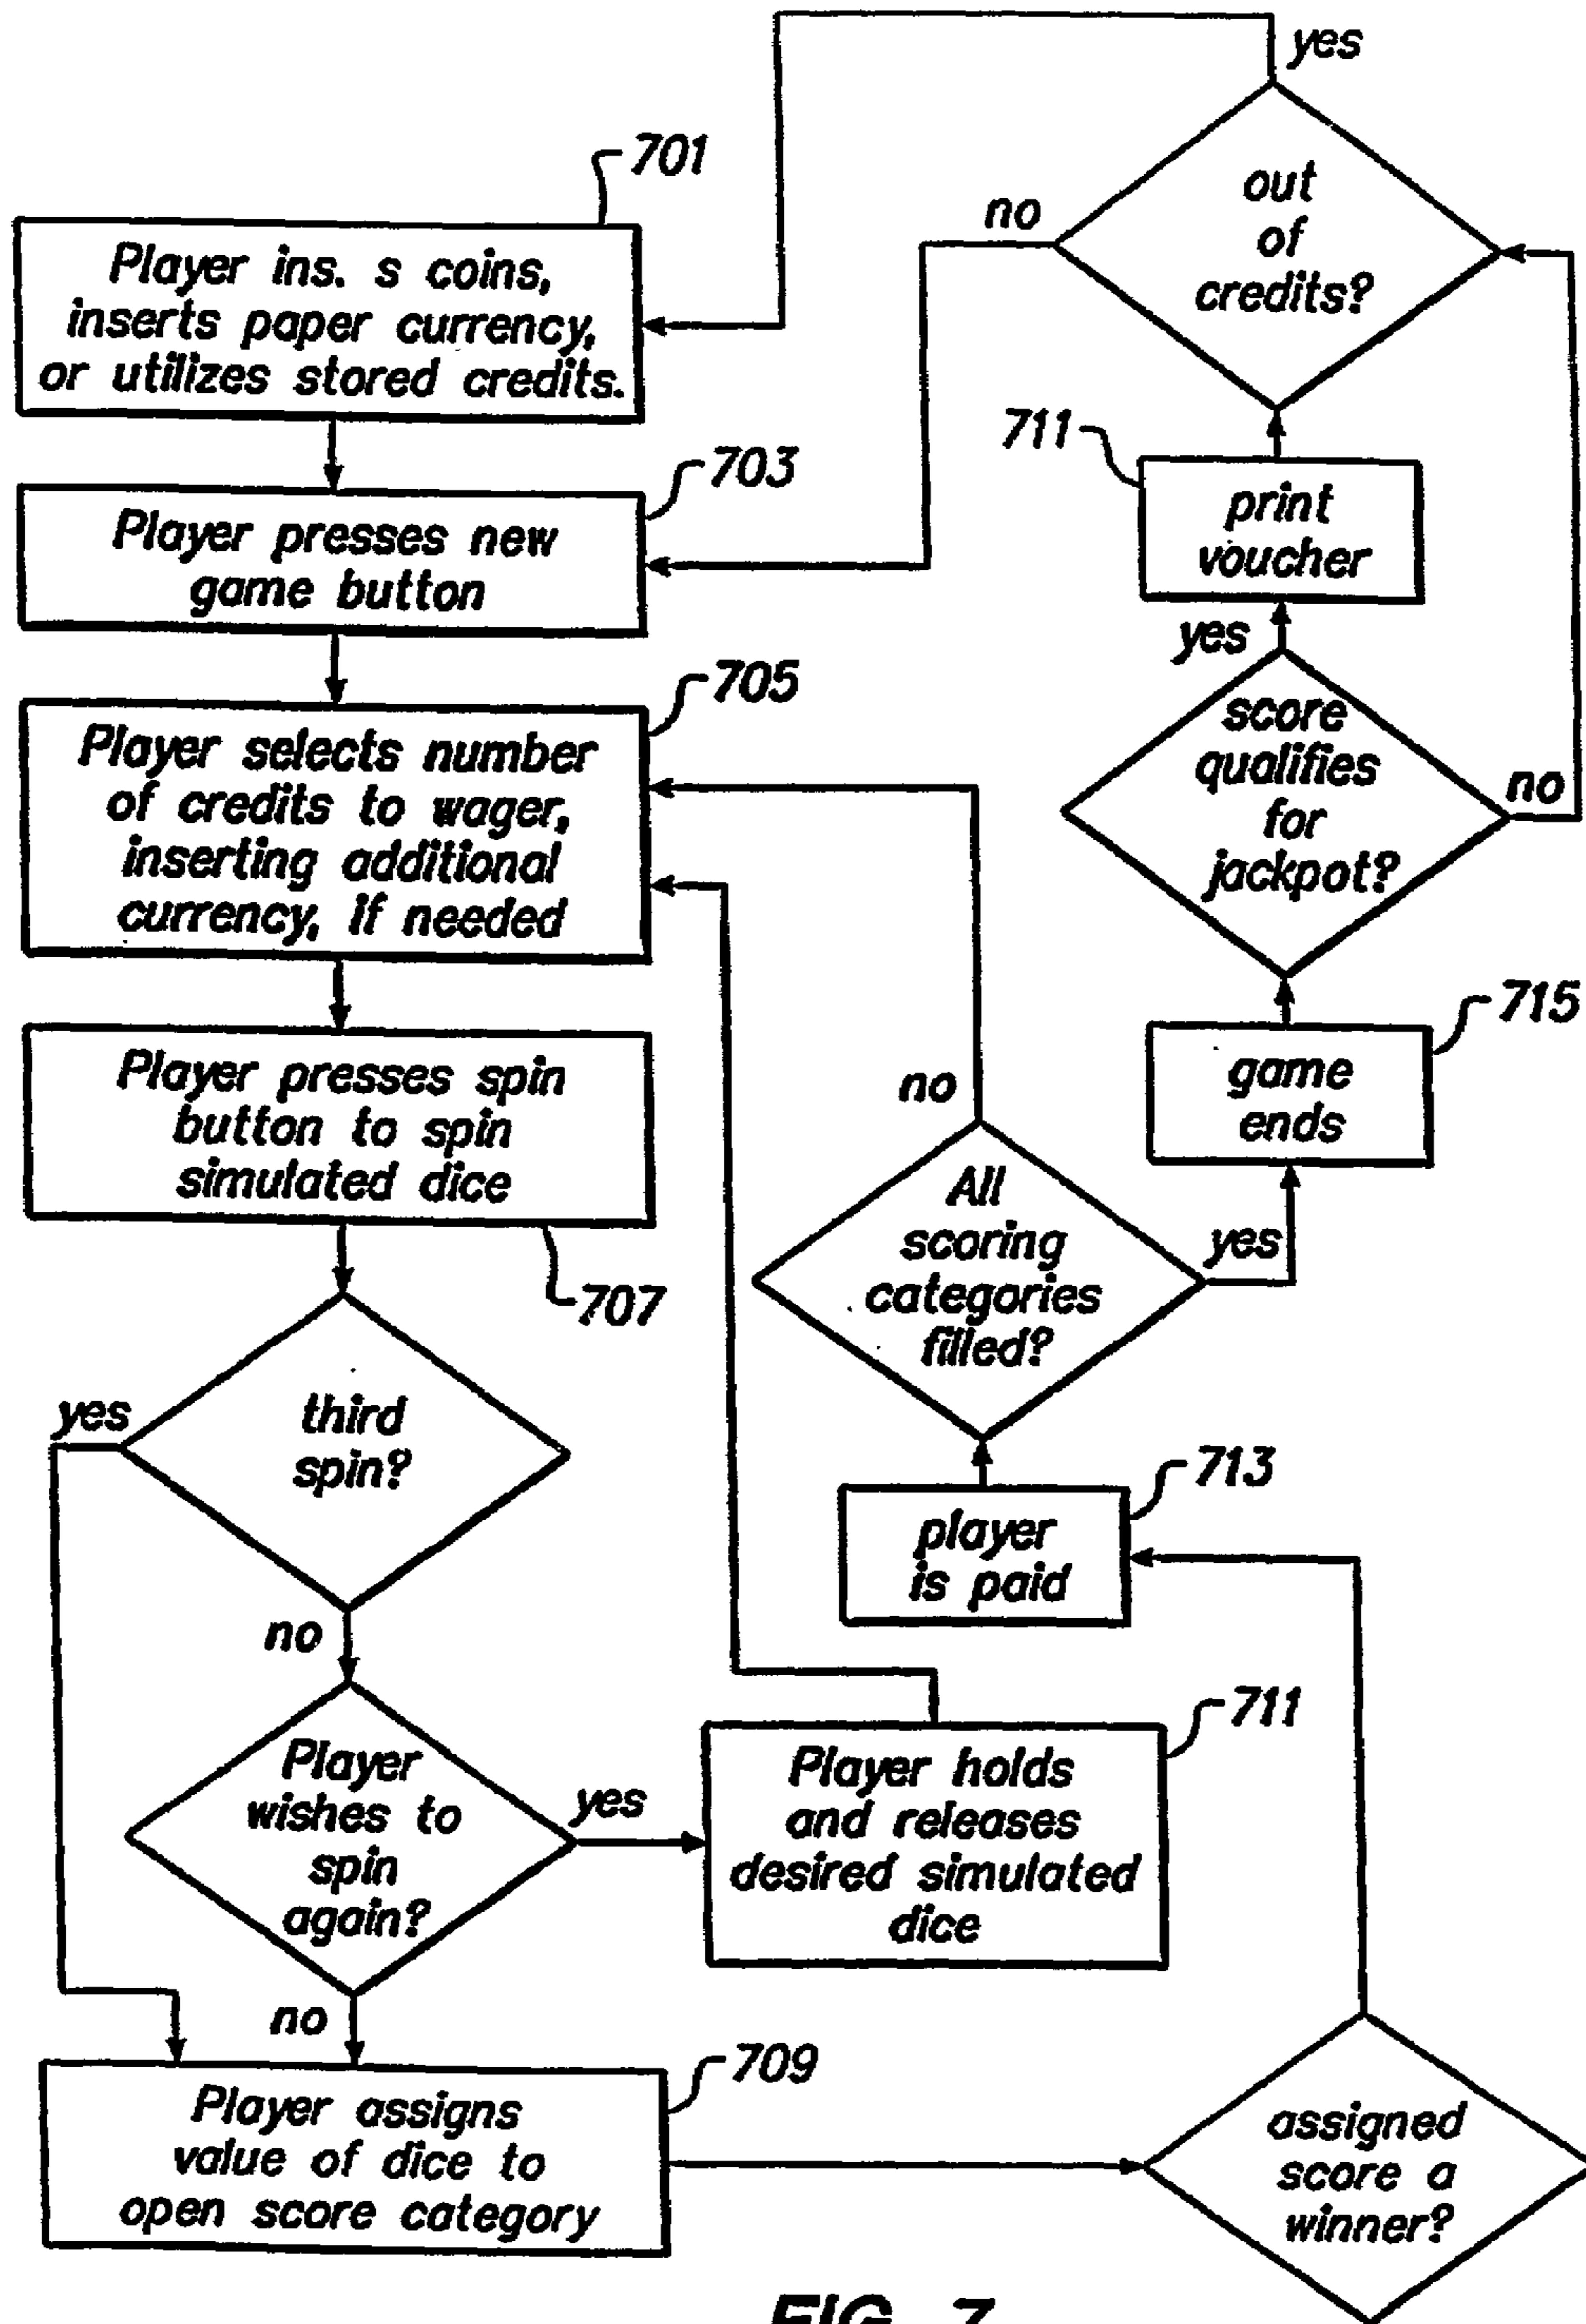 yes
701
out
of
credits?
no
Player ins. s coins,
inserts paper currency,
or utilizes stored credits.
711
print
voucher
703
Player presses new
game button
yes
705
score
qualifies
for
jackpot?
no
Player selects number
of credits to wager,
inserting additional
currency, if needed
715
game
ends
Player presses spin
button to spin
simulated dice
707
no
All
scoring
categories
filled?
yes
yes
third
spin?
no
713
player
is paid
711
Player
wishes to
spin
again?
yes
Player holds
and releases
desired simulated
dice
no
709
Player assigns
value of dice to
open score category
assigned
score a
winner?
FIG. 7